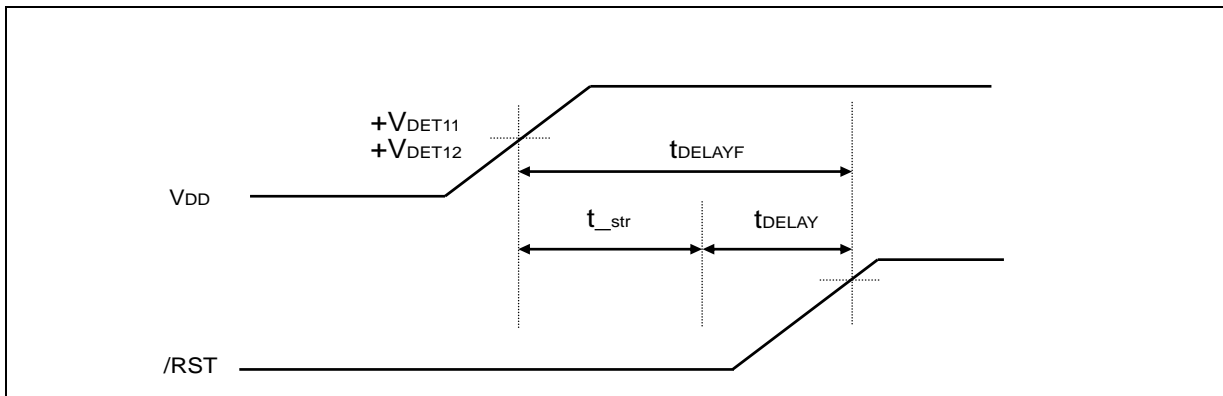 +VDET11
+VDET12
tDELAYF
VDD
t_str
tDELAY
/RST